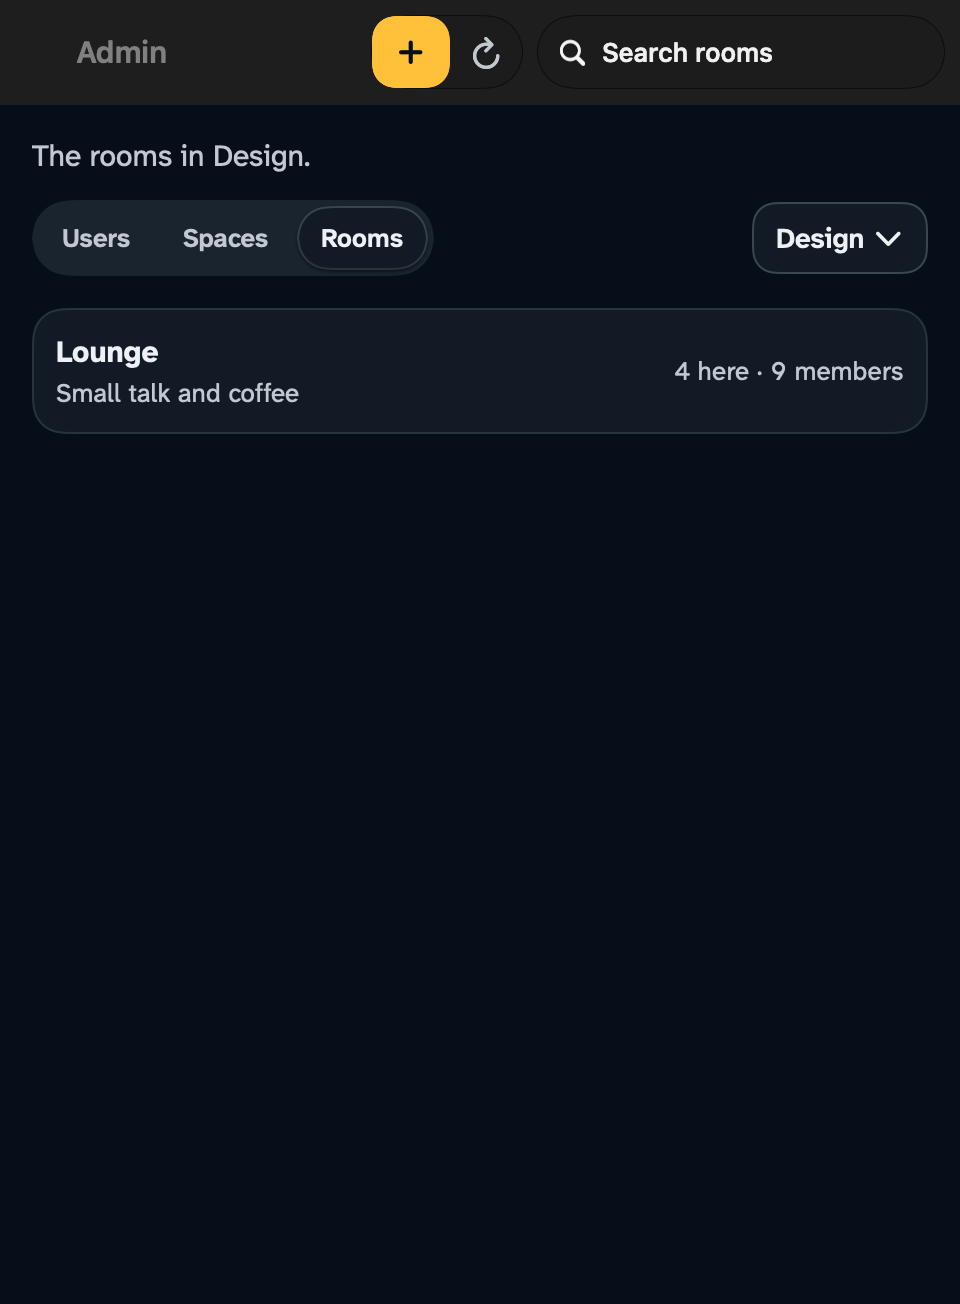 Admin
Search rooms
The rooms in Design.
Users Spaces Rooms
Design
Lounge
Small talk and coffee
4 here · 9 members